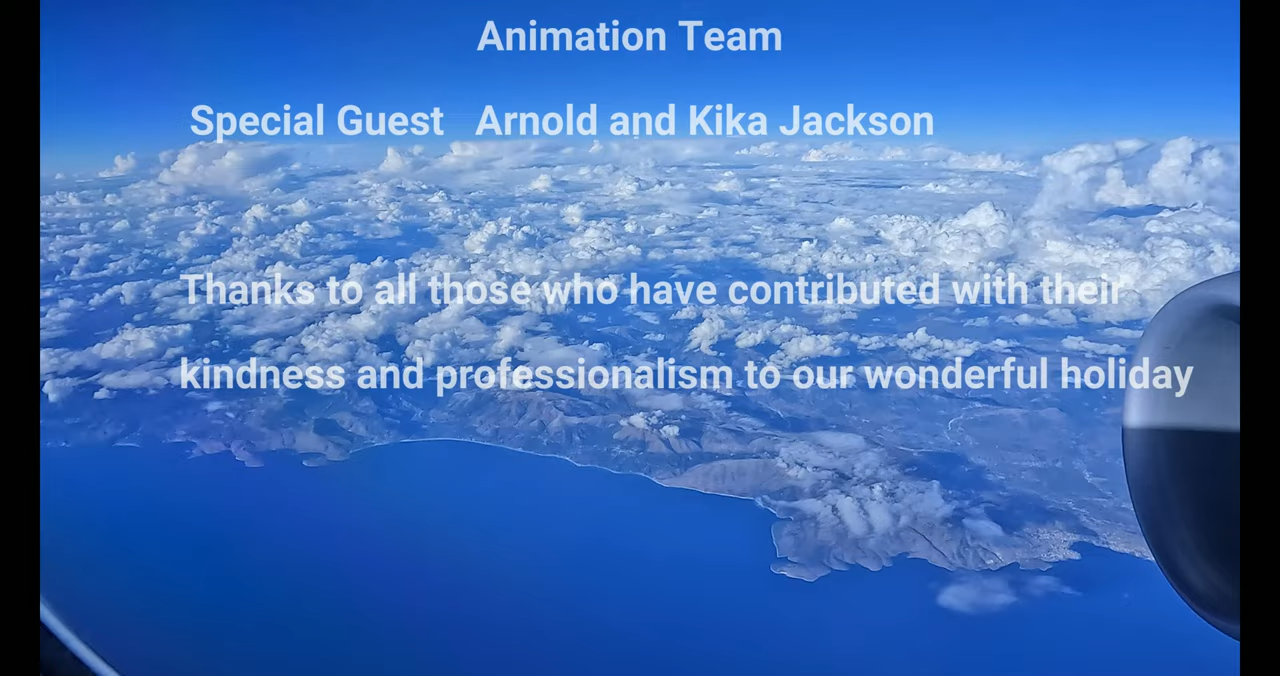 Animation Team
Special Guest Arnold and Kika Jackson
Thanks to all those who have contributed with their
kindness and professionalism to our wonderful holiday